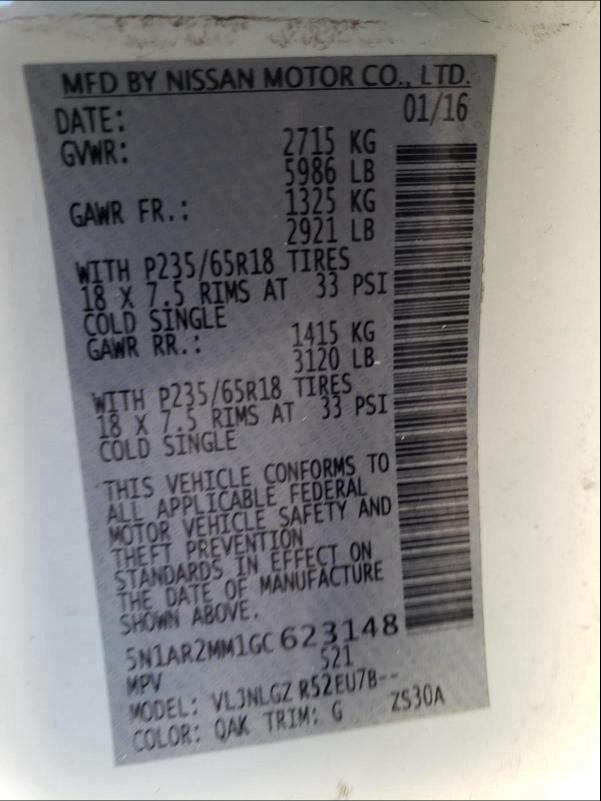 MFD BY NISSAN MOTOR CO., LTD.
DATE: 01/16
GVWR: 2715 KG
5986 LB
GAWR FR.: 1325 KG
2921 LB
WITH P235/65R18 TIRES
18 X 7.5 RIMS AT 33 PSI
COLD SINGLE
GAWR RR.: 1415 KG
3120 LB
WITH P235/65R18 TIRES
18 X 7.5 RIMS AT 33 PSI
COLD SINGLE
THIS VEHICLE CONFORMS TO
ALL APPLICABLE FEDERAL
MOTOR VEHICLE SAFETY AND
THEFT PREVENTION
STANDARDS IN EFFECT ON
THE DATE OF MANUFACTURE
SHOWN ABOVE.
5N1AR2MM1GC623148
MPV 521
MODEL: VLJNLGZ R52EU7B--
COLOR: QAK TRIM: G ZS30A